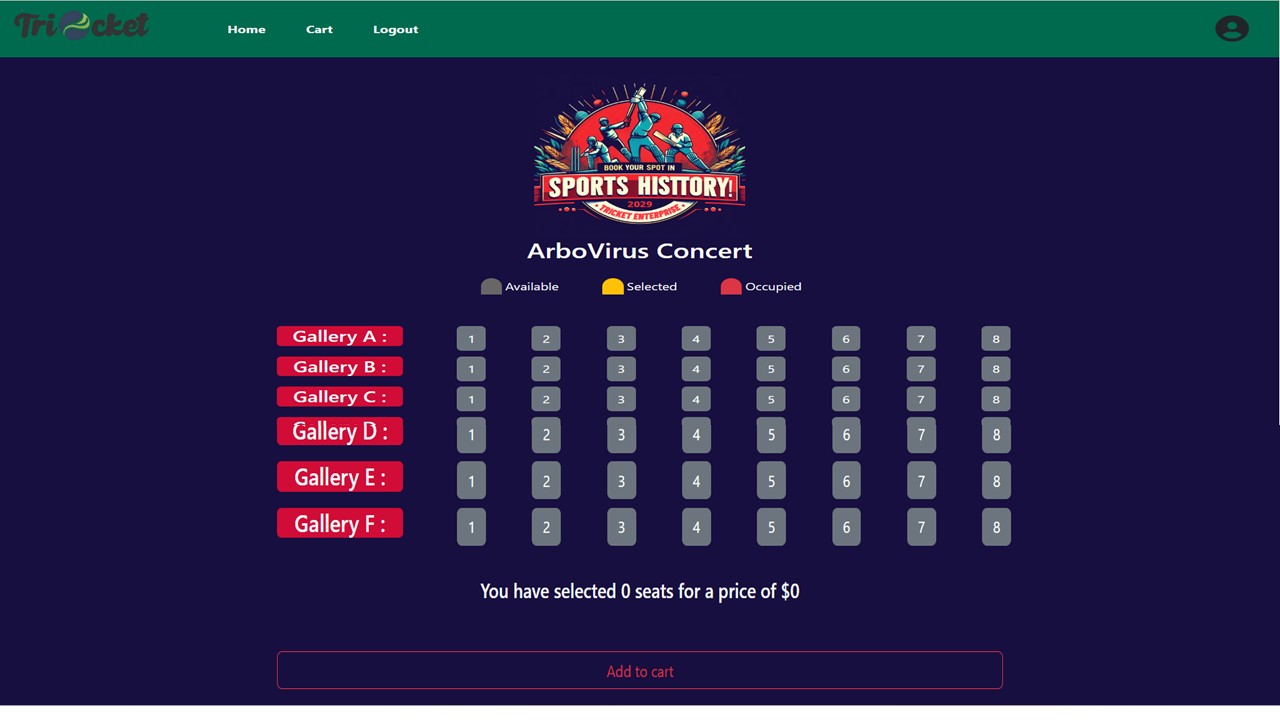 Tricket Home Cart Logout
BOOK YOUR SPOT IN
SPORTS HISTTORY!
2029
TRICKET ENTERPRISE
ArboVirus Concert
Available Selected Occupied
Gallery A : 1 2 3 4 5 6 7 8
Gallery B : 1 2 3 4 5 6 7 8
Gallery C : 1 2 3 4 5 6 7 8
Gallery D : 1 2 3 4 5 6 7 8
Gallery E : 1 2 3 4 5 6 7 8
Gallery F : 1 2 3 4 5 6 7 8
You have selected 0 seats for a price of $0
Add to cart